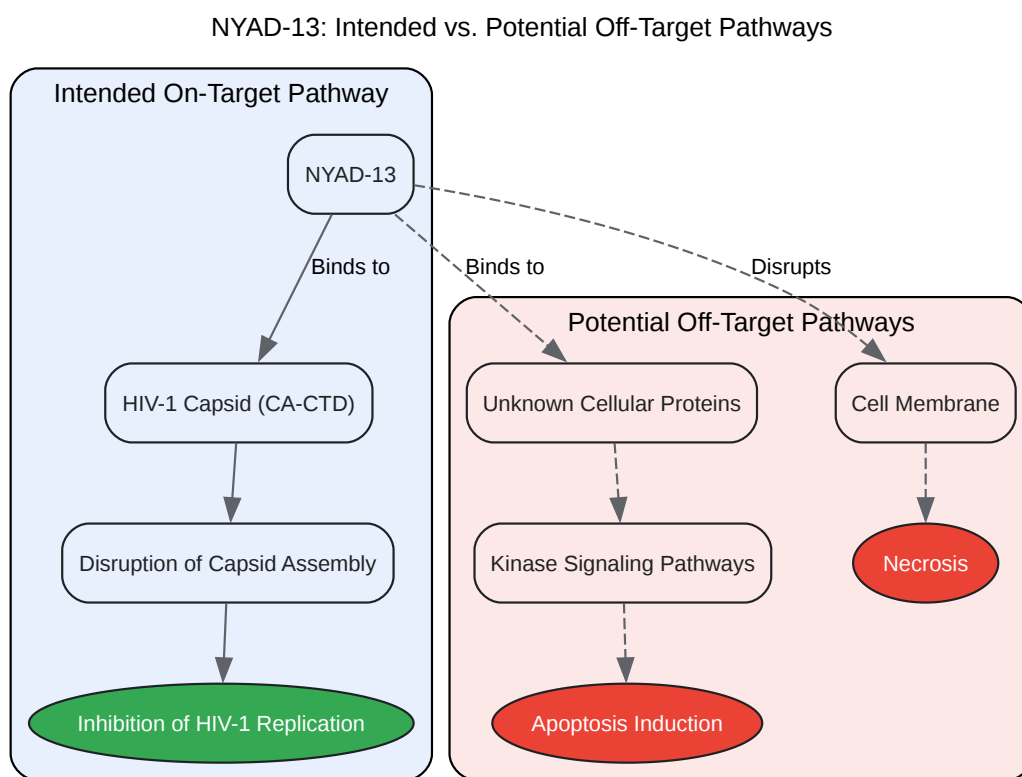 NYAD-13: Intended vs. Potential Off-Target Pathways
Intended On-Target Pathway
NYAD-13
Binds to
Binds to
Disrupts
Potential Off-Target Pathways
HIV-1 Capsid (CA-CTD)
Unknown Cellular Proteins
Cell Membrane
Disruption of Capsid Assembly
Kinase Signaling Pathways
Necrosis
Inhibition of HIV-1 Replication
Apoptosis Induction